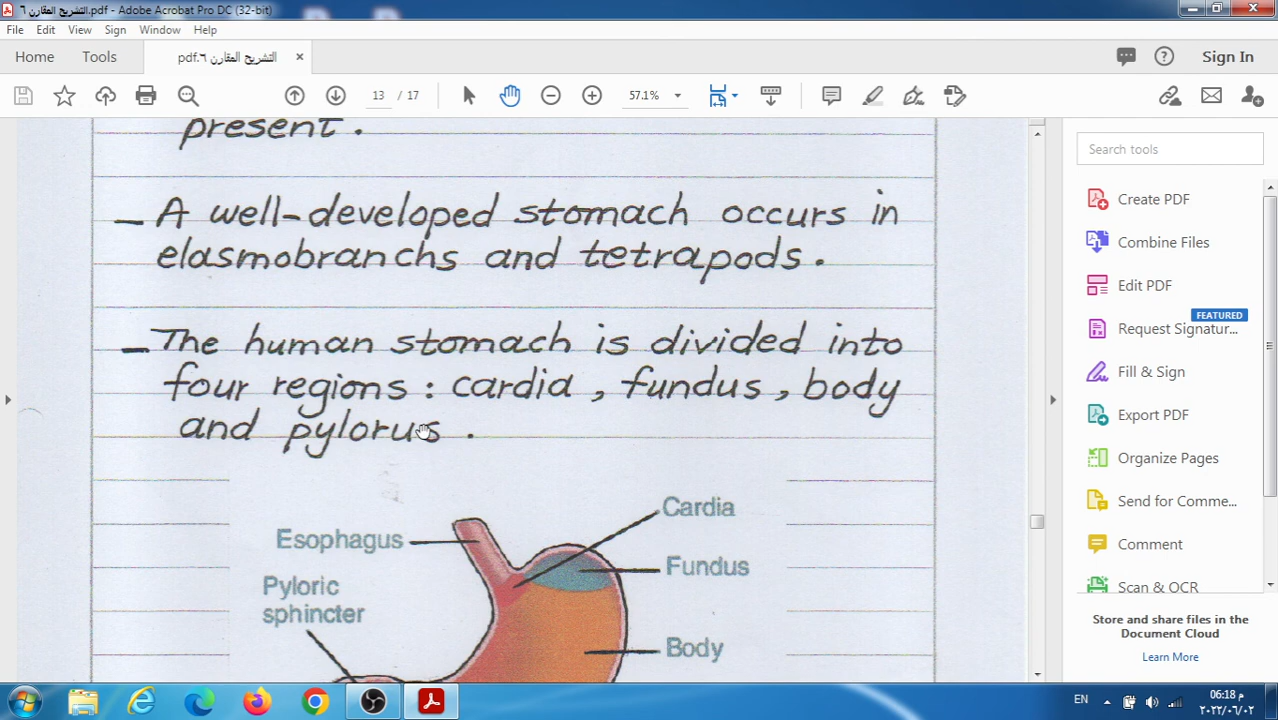 التشريح المقارن ٦.pdf - Adobe Acrobat Pro DC (32-bit)
File Edit View Sign Window Help
Home Tools التشريح المقارن ٦.pdf × Sign In
13 / 17 57.1%
present.
Search tools
– A well-developed stomach occurs in
elasmobranchs and tetrapods.
– The human stomach is divided into
four regions: cardia, fundus, body
and pylorus.
Cardia
Esophagus
Fundus
Pyloric
sphincter
Body
Create PDF
Combine Files
Edit PDF
FEATURED
Request Signatur...
Fill & Sign
Export PDF
Organize Pages
Send for Comme...
Comment
Scan & OCR
Store and share files in the
Document Cloud
Learn More
EN
06:18 م
٢٠٢٢/٠٦/٠٢